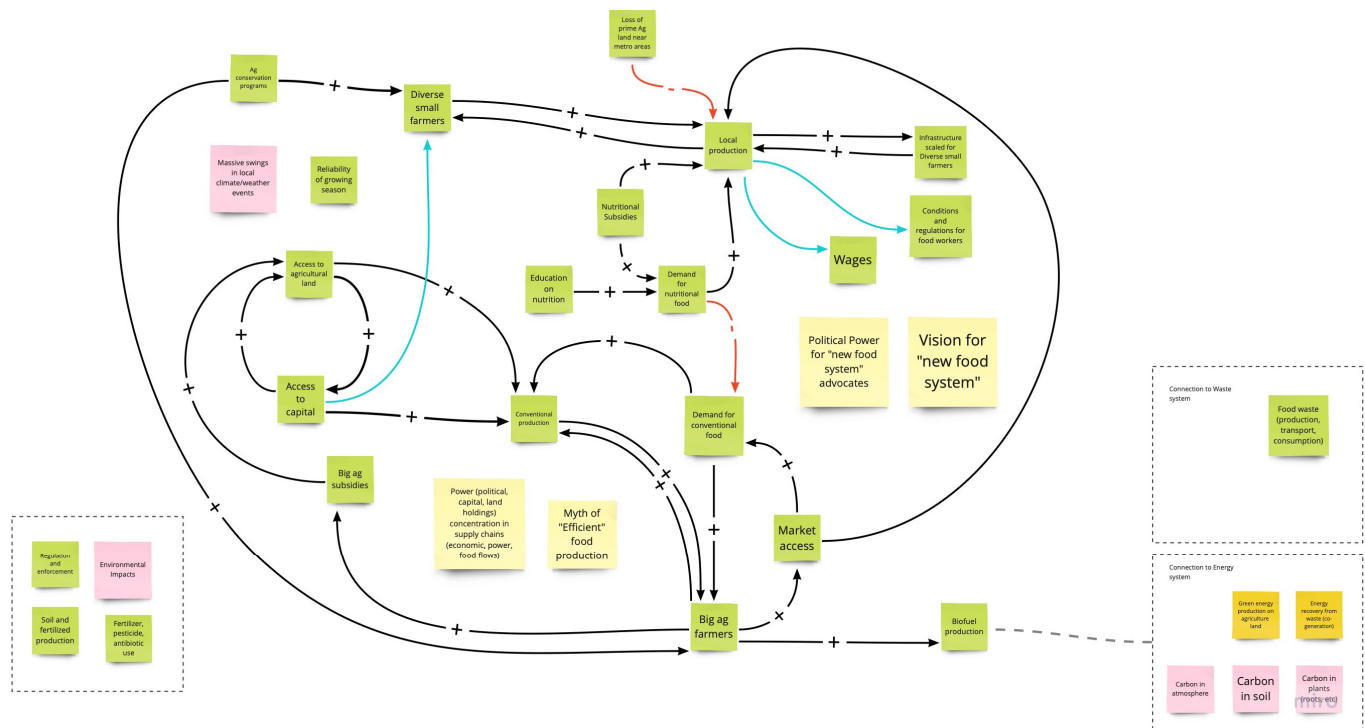 Loss of
prime Ag
land near
metro areas
Ag
conservation
programs
+
Diverse
small
farmers
+
+
-
Local
production
+
+
Infrastructure
scaled for
Diverse small
farmers
Massive swings
in local
climate/weather
events
Reliability
of growing
season
+
Nutritional
Subsidies
Conditions
and
regulations for
food workers
Wages
+
Access to
agricultural
land
+
Education
on
nutrition
+
+
Demand
for
nutritional
food
+
+
+
-
Political Power
for "new food
system"
advocates
Vision for
"new food
system"
Access
to
capital
+
+
+
Conventional
production
Demand for
conventional
food
Connection to Waste
system
Food waste
(production,
transport,
consumption)
Big ag
subsidies
+
+
+
+
+
Power (political,
capital, land
holdings)
concentration in
supply chains
(economic, power,
food flows)
Myth of
"Efficient"
food
production
Market
access
Regulation
and
enforcement
Environmental
Impacts
Soil and
fertilized
production
Fertilizer,
pesticide,
antibiotic
use
+
Big ag
farmers
+
+
Biofuel
production
Connection to Energy
system
Green energy
production on
agriculture
land
Energy
recovery from
waste (co-
generation)
Carbon in
atmosphere
Carbon
in soil
Carbon in
plants
(roots, etc)
miro